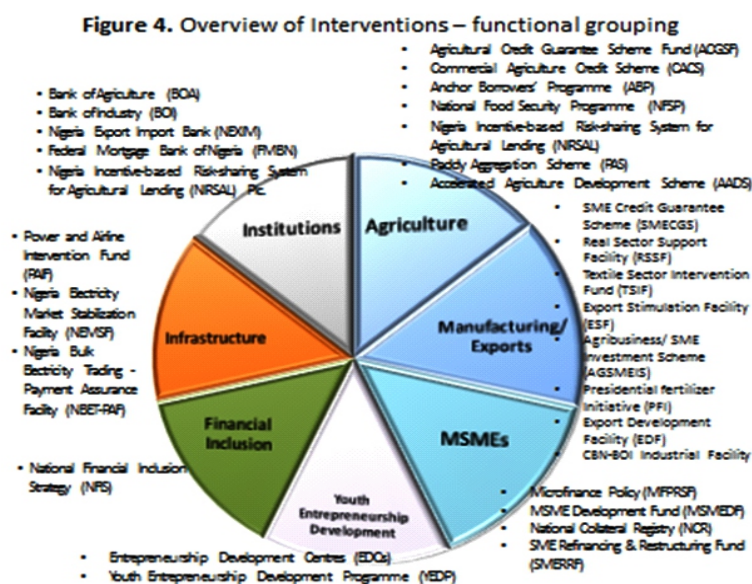 Figure 4. Overview of Interventions – functional grouping
• Agricultural Credit Guarantee Scheme Fund (ACGSF)
• Commercial Agriculture Credit Scheme (CACS)
• Anchor Borrowers' Programme (ABP)
• National Food Security Programme (NFSP)
• Nigeria Incentive-based Risk-sharing System for
Agricultural Lending (NIRSAL)
• Paddy Aggregation Scheme (PAS)
• Accelerated Agriculture Development Scheme (AADS)
• Bank of Agriculture (BOA)
• Bank of Industry (BOI)
• Nigeria Export Import Bank (NEXIM)
• Federal Mortgage Bank of Nigeria (FMBN)
• Nigeria Incentive-based Risk-sharing System
for Agricultural Lending (NIRSAL) Plc.
Institutions
Agriculture
• SME Credit Guarantee
Scheme (SMECGS)
• Real Sector Support
Facility (RSSF)
• Textile Sector Intervention
Fund (TSIF)
• Export Stimulation Facility
(ESF)
• Agribusiness/ SME
Investment Scheme
(AGSMEIS)
• Presidential fertilizer
Initiative (PFI)
• Export Development
Facility (EDF)
• CBN-BOI Industrial Facility
• Power and Airline
Intervention Fund
(PAIF)
• Nigeria Electricity
Market Stabilization
Facility (NEMSF)
• Nigeria Bulk
Electricity Trading -
Payment Assurance
Facility (NBET-PAF)
Infrastructure
Manufacturing/
Exports
Financial
Inclusion
MSMEs
• National Financial Inclusion
Strategy (NFIS)
Youth
Entrepreneurship
Development
• Microfinance Policy (MFPRSF)
• MSME Development Fund (MSMEDF)
• National Collateral Registry (NCR)
• SME Refinancing & Restructuring Fund
(SMERRF)
• Entrepreneurship Development Centres (EDCs)
• Youth Entrepreneurship Development Programme (YEDP)